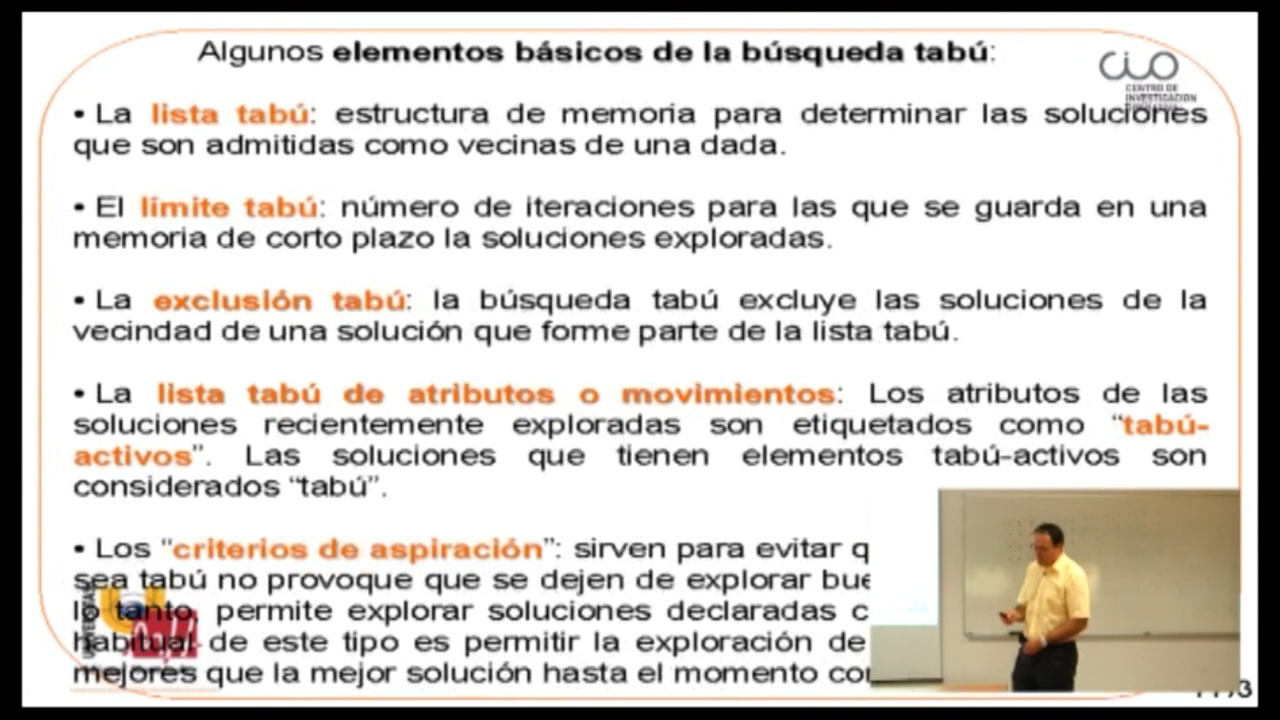 Algunos elementos básicos de la búsqueda tabú:
CIO
CENTRO DE
INVESTIGACION
• La lista tabú: estructura de memoria para determinar las soluciones
que son admitidas como vecinas de una dada.
• El límite tabú: número de iteraciones para las que se guarda en una
memoria de corto plazo la soluciones exploradas.
• La exclusión tabú: la búsqueda tabú excluye las soluciones de la
vecindad de una solución que forme parte de la lista tabú.
• La lista tabú de atributos o movimientos: Los atributos de las
soluciones recientemente exploradas son etiquetados como “tabú-
activos”. Las soluciones que tienen elementos tabú-activos son
considerados “tabú”.
• Los “criterios de aspiración”: sirven para evitar q
sea tabú no provoque que se dejen de explorar bue
lo tanto, permite explorar soluciones declaradas c
habitual de este tipo es permitir la exploración de
mejores que la mejor solución hasta el momento co